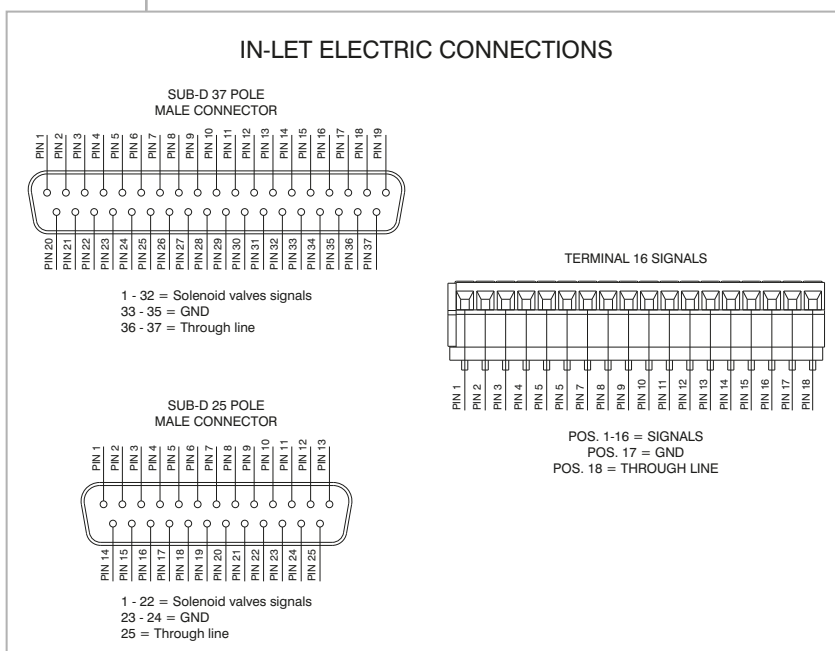 IN-LET ELECTRIC CONNECTIONS
SUB-D 37 POLE
MALE CONNECTOR
PIN 1
PIN 2
PIN 3
PIN 4
PIN 5
PIN 6
PIN 7
PIN 8
PIN 9
PIN 10
PIN 11
PIN 12
PIN 13
PIN 14
PIN 15
PIN 16
PIN 17
PIN 18
PIN 19
PIN 20
PIN 21
PIN 22
PIN 23
PIN 24
PIN 25
PIN 26
PIN 27
PIN 28
PIN 29
PIN 30
PIN 31
PIN 32
PIN 33
PIN 34
PIN 35
PIN 36
PIN 37
1 - 32 = Solenoid valves signals
33 - 35 = GND
36 - 37 = Through line
TERMINAL 16 SIGNALS
PIN 1
PIN 2
PIN 3
PIN 4
PIN 5
PIN 5
PIN 7
PIN 8
PIN 9
PIN 10
PIN 11
PIN 12
PIN 13
PIN 14
PIN 15
PIN 16
PIN 17
PIN 18
POS. 1-16 = SIGNALS
POS. 17 = GND
POS. 18 = THROUGH LINE
SUB-D 25 POLE
MALE CONNECTOR
PIN 1
PIN 2
PIN 3
PIN 4
PIN 5
PIN 6
PIN 7
PIN 8
PIN 9
PIN 10
PIN 11
PIN 12
PIN 13
PIN 14
PIN 15
PIN 16
PIN 17
PIN 18
PIN 19
PIN 20
PIN 21
PIN 22
PIN 23
PIN 24
PIN 25
1 - 22 = Solenoid valves signals
23 - 24 = GND
25 = Through line